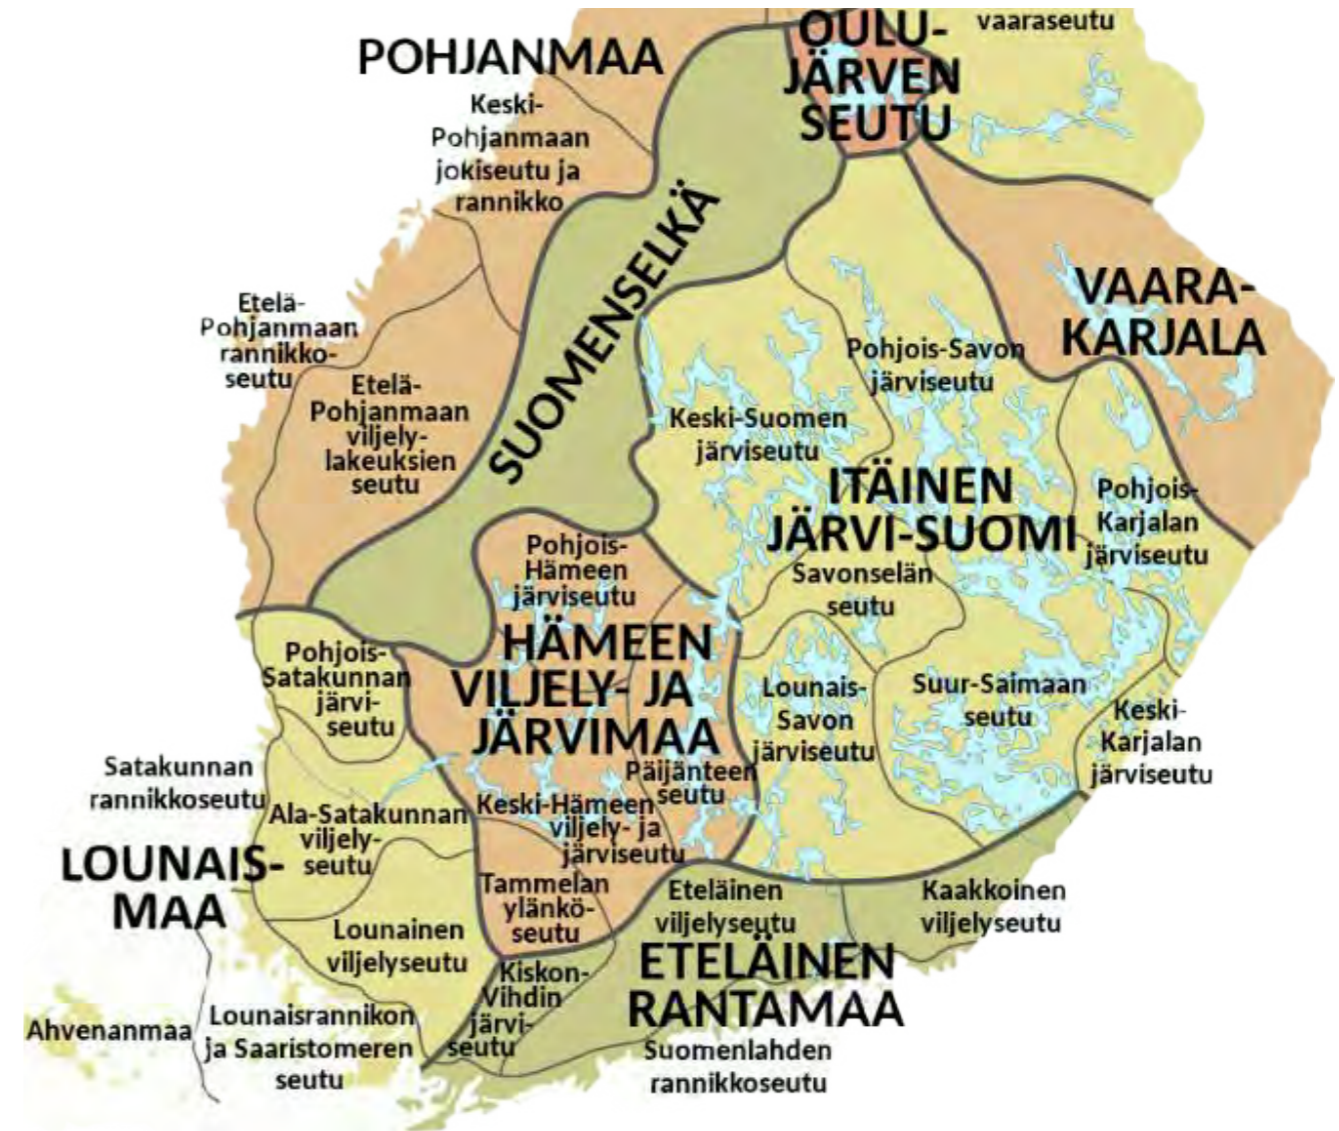 POHJANMAA
Keski-
Pohjanmaan
jokiseutu ja
rannikko
OULU-
JÄRVEN
SEUTU
vaaraseutu
SUOMENSELKÄ
VAARA-
KARJALA
Etelä-
Pohjanmaan
rannikko-
seutu
Etelä-
Pohjanmaan
viljely-
lakeuksien
seutu
Pohjois-Savon
järviseutu
Keski-Suomen
järviseutu
ITÄINEN
JÄRVI-SUOMI
Pohjois-
Karjalan
järviseutu
Savonselän
seutu
Pohjois-
Hämeen
järviseutu
HÄMEEN
VILJELY- JA
JÄRVIMAA
Pohjois-
Satakunnan
järvi-
seutu
Lounais-
Savon
järviseutu
Suur-Saimaan
seutu
Keski-
Karjalan
järviseutu
Satakunnan
rannikkoseutu
Päijänteen
seutu
Ala-Satakunnan
viljely-
seutu
Keski-Hämeen
viljely- ja
järviseutu
LOUNAIS-
MAA
Tammelan
ylänkö-
seutu
Eteläinen
viljelyseutu
Kaakkoinen
viljelyseutu
Lounainen
viljelyseutu
ETELÄINEN
RANTAMAA
Kiskon-
Vihdin
järvi-
seutu
Ahvenanmaa
Lounaisrannikon
ja Saaristomeren
seutu
Suomenlahden
rannikkoseutu